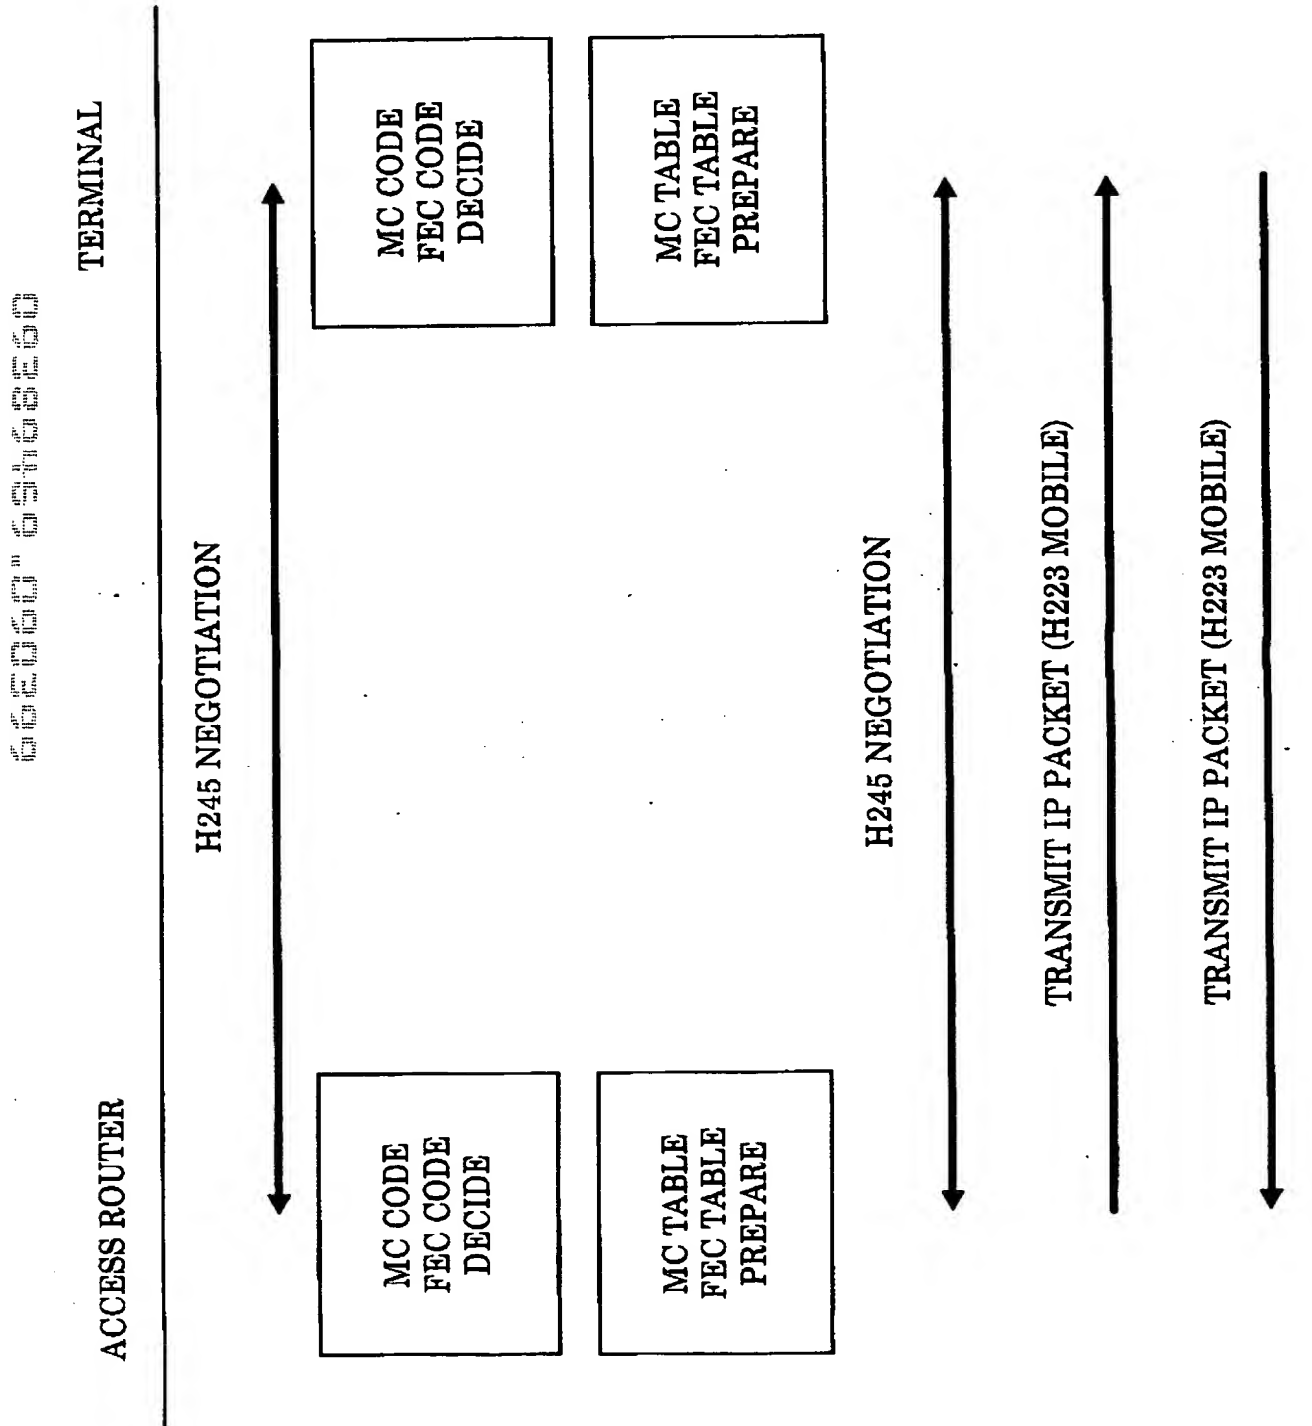 ACCESS ROUTER
TERMINAL
H245 NEGOTIATION
MC CODE
FEC CODE
DECIDE
MC CODE
FEC CODE
DECIDE
MC TABLE
FEC TABLE
PREPARE
MC TABLE
FEC TABLE
PREPARE
H245 NEGOTIATION
TRANSMIT IP PACKET (H223 MOBILE)
TRANSMIT IP PACKET (H223 MOBILE)